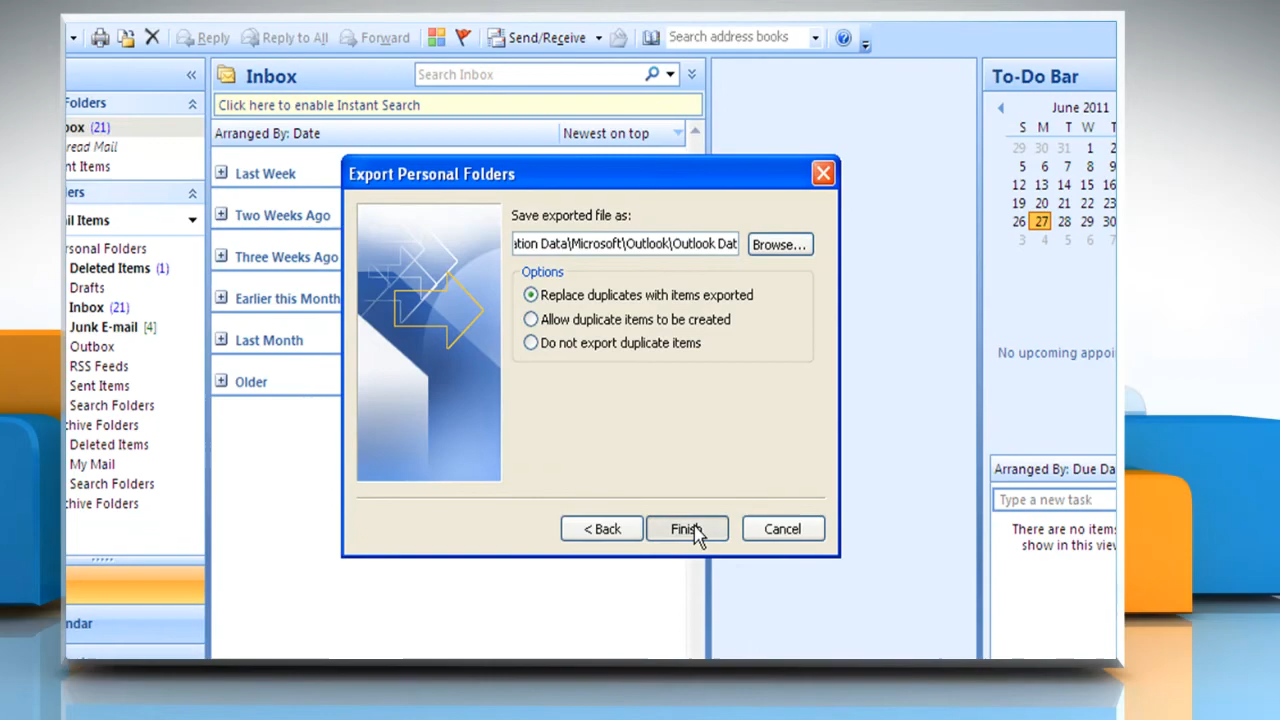 Reply
Reply to All
Forward
Send/Receive
Search address books
Inbox
Search Inbox
Click here to enable Instant Search
Arranged By: Date
Newest on top
Last Week
Two Weeks Ago
Three Weeks Ago
Earlier this Month
Last Month
Older
olders
box (21)
read Mail
nt Items
ders
il Items
ersonal Folders
Deleted Items (1)
Drafts
Inbox (21)
Junk E-mail [4]
Outbox
RSS Feeds
Sent Items
Search Folders
chive Folders
Deleted Items
My Mail
Search Folders
chive Folders
ndar
Export Personal Folders
Save exported file as:
ation Data\Microsoft\Outlook\Outlook Dat
Browse...
Options
Replace duplicates with items exported
Allow duplicate items to be created
Do not export duplicate items
< Back
Finish
Cancel
To-Do Bar
June 2011
S M T W T
29 30 31 1 2
5 6 7 8 9
12 13 14 15 16
19 20 21 22 23
26 27 28 29 30
3 4 5 6 7
No upcoming appoi
Arranged By: Due Da
Type a new task
There are no items
show in this view